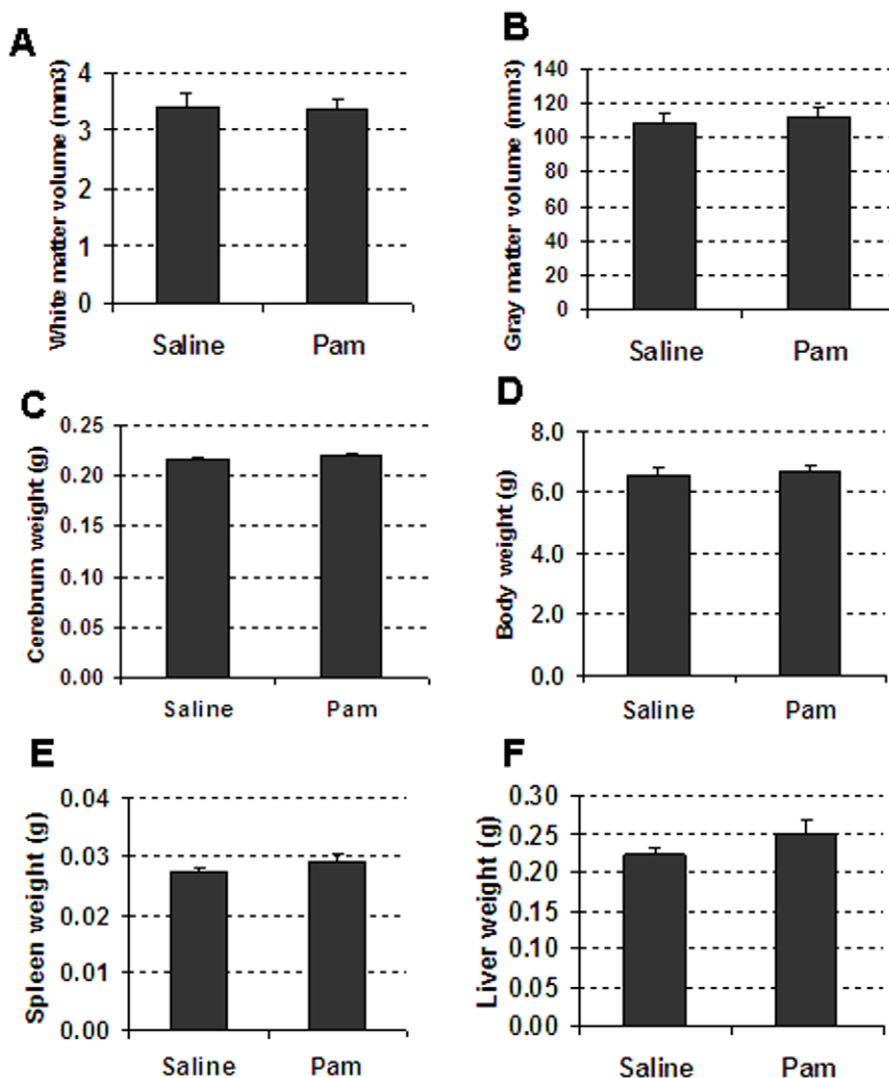 A
White matter volume (mm3)
4
3
2
1
0
Saline Pam
B
Gray matter volume (mm3)
140
120
100
80
60
40
20
0
Saline Pam
C
Cerebrum weight (g)
0.25
0.20
0.15
0.10
0.05
0.00
Saline Pam
D
Body weight (g)
8.0
6.0
4.0
2.0
0.0
Saline Pam
E
Spleen weight (g)
0.04
0.03
0.02
0.01
0.00
Saline Pam
F
Liver weight (g)
0.30
0.25
0.20
0.15
0.10
0.05
0.00
Saline Pam